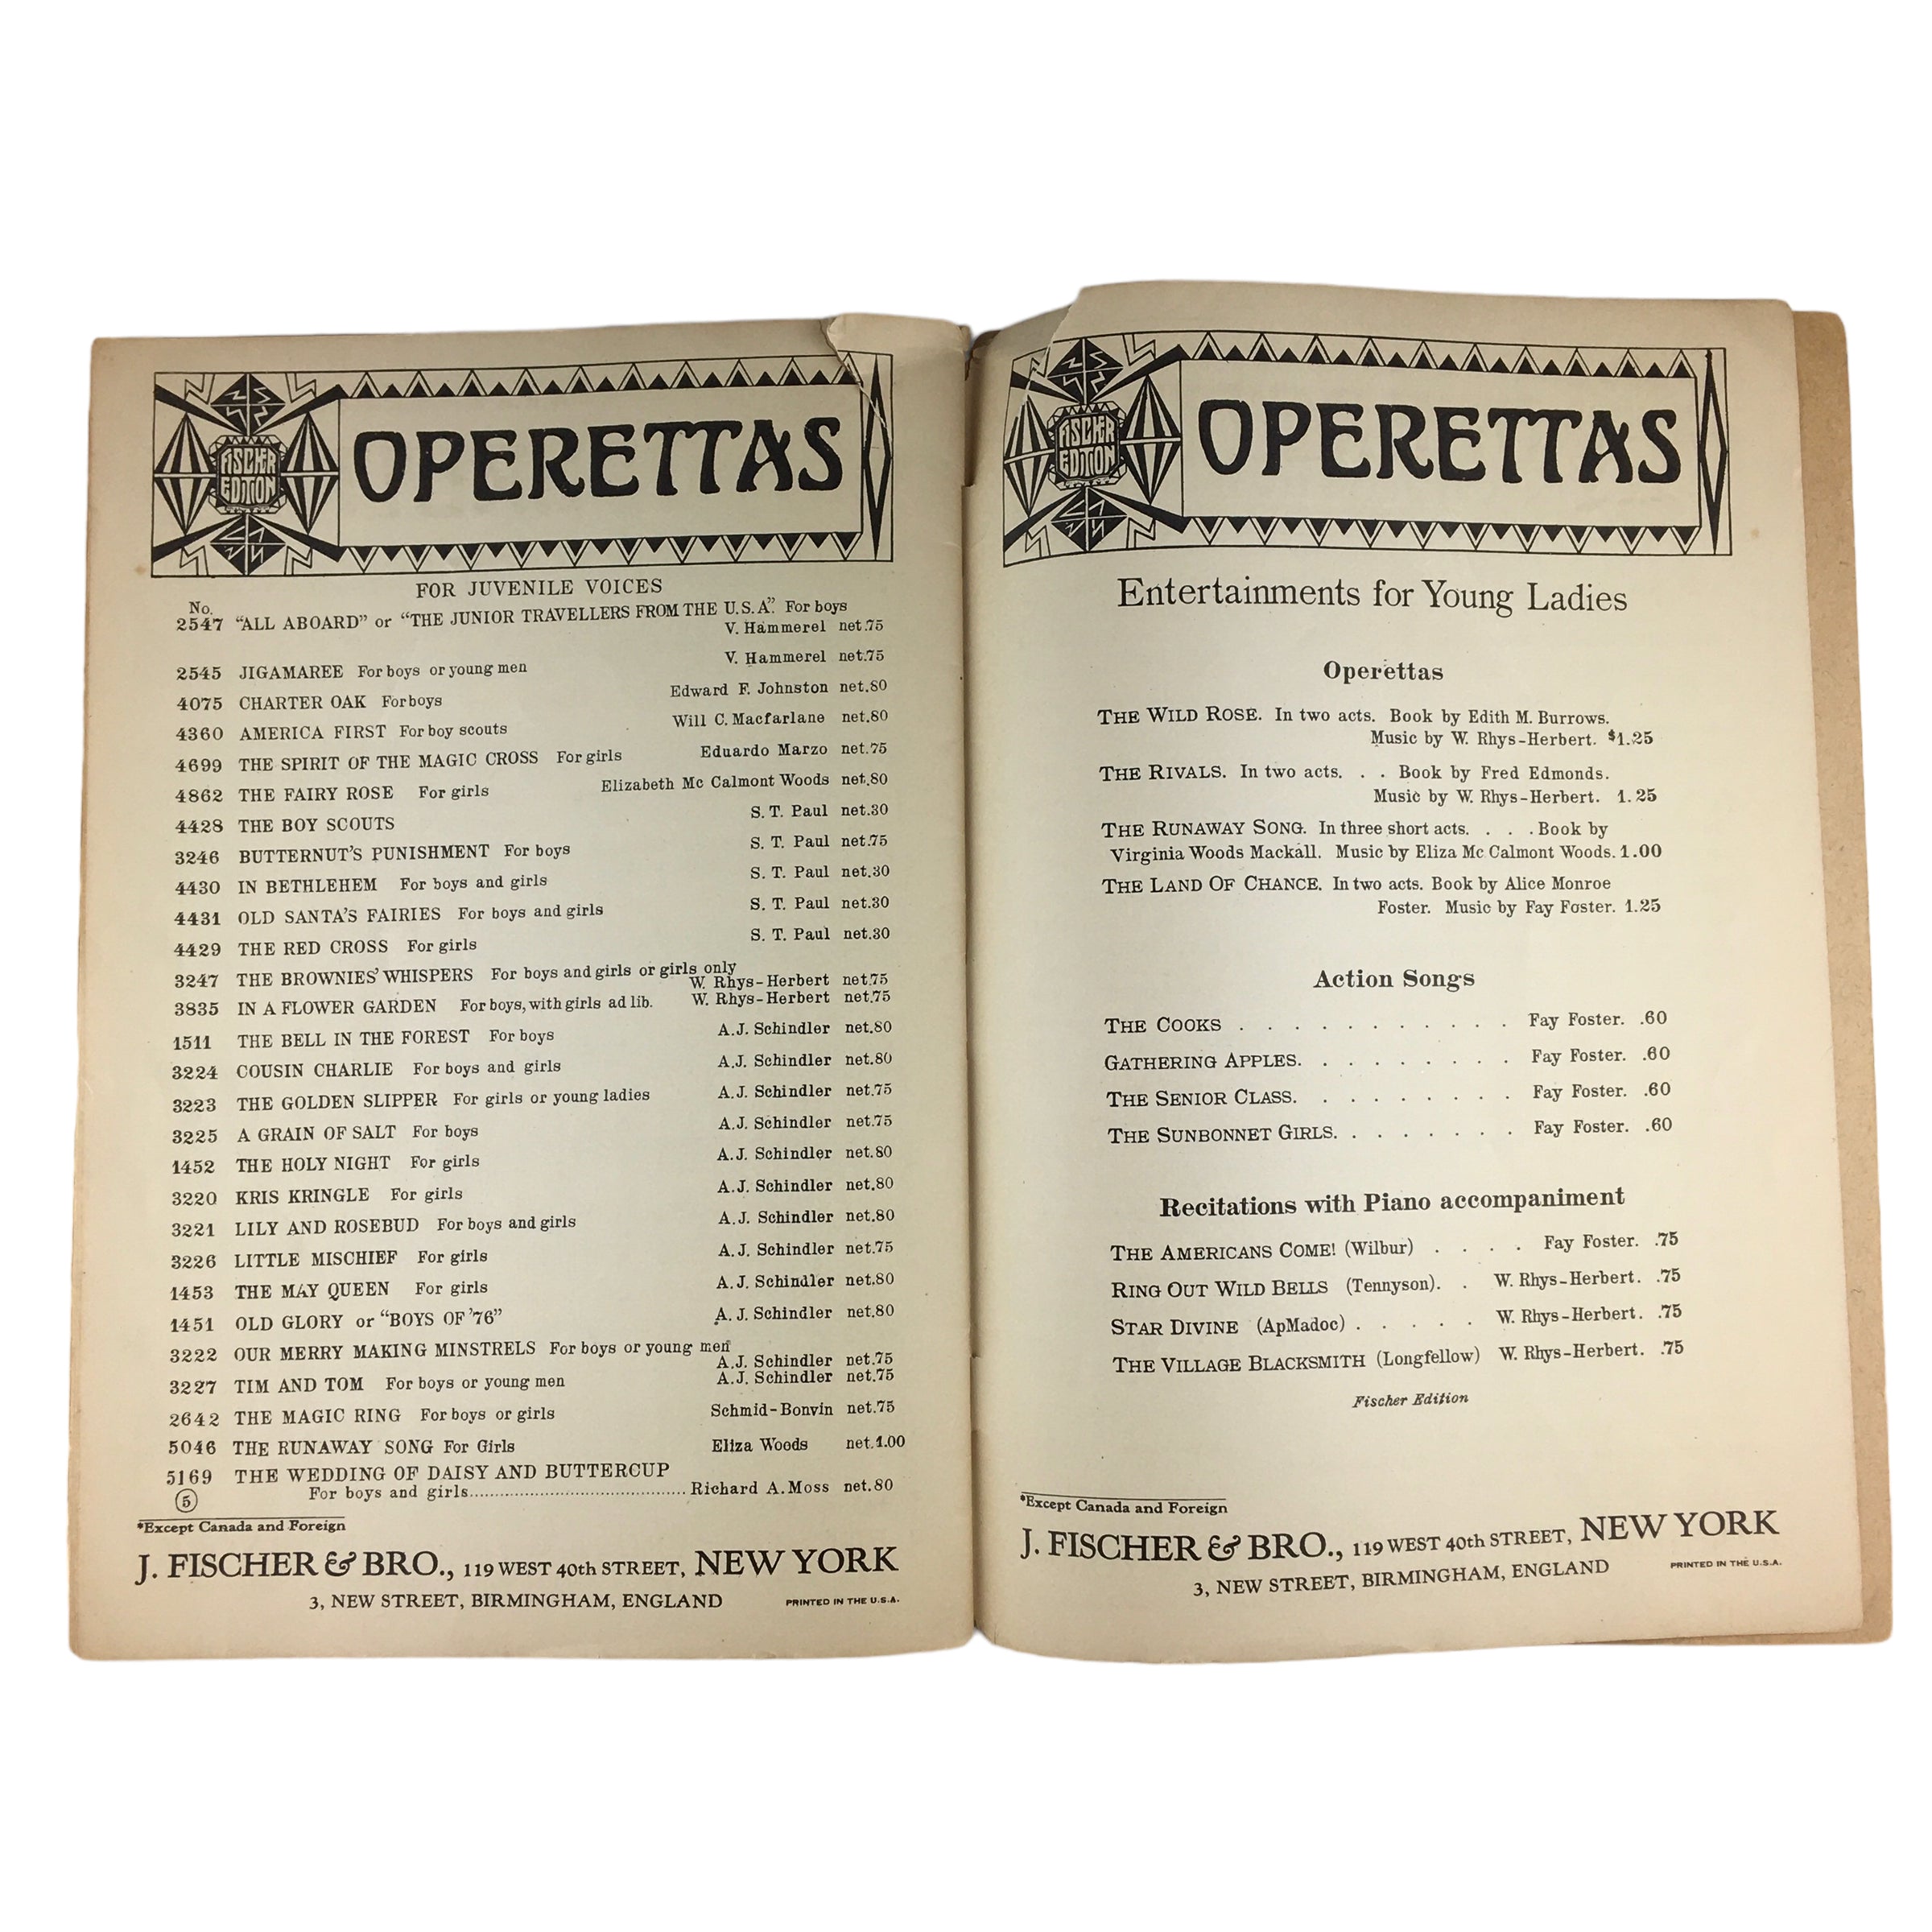 FISCHER
EDITION
OPERETTAS
FOR JUVENILE VOICES
No.
2547 "ALL ABOARD" or "THE JUNIOR TRAVELLERS FROM THE U.S.A". For boys
V. Hammerel net.75
2545 JIGAMAREE For boys or young men V. Hammerel net.75
4075 CHARTER OAK For boys Edward F. Johnston net.80
4360 AMERICA FIRST For boy scouts Will C. Macfarlane net.80
4699 THE SPIRIT OF THE MAGIC CROSS For girls Eduardo Marzo net.75
4862 THE FAIRY ROSE For girls Elizabeth Mc Calmont Woods net.80
4428 THE BOY SCOUTS S. T. Paul net.30
3246 BUTTERNUT'S PUNISHMENT For boys S. T. Paul net.75
4430 IN BETHLEHEM For boys and girls S. T. Paul net.30
4431 OLD SANTA'S FAIRIES For boys and girls S. T. Paul net.30
4429 THE RED CROSS For girls S. T. Paul net.30
3247 THE BROWNIES' WHISPERS For boys and girls or girls only
W. Rhys-Herbert net.75
3835 IN A FLOWER GARDEN For boys, with girls ad lib. W. Rhys-Herbert net.75
1511 THE BELL IN THE FOREST For boys A.J. Schindler net.80
3224 COUSIN CHARLIE For boys and girls A.J. Schindler net.80
3223 THE GOLDEN SLIPPER For girls or young ladies A.J. Schindler net.75
3225 A GRAIN OF SALT For boys A.J. Schindler net.75
1452 THE HOLY NIGHT For girls A.J. Schindler net.80
3220 KRIS KRINGLE For girls A.J. Schindler net.80
3221 LILY AND ROSEBUD For boys and girls A.J. Schindler net.80
3226 LITTLE MISCHIEF For girls A.J. Schindler net.75
1453 THE MAY QUEEN For girls A.J. Schindler net.80
1451 OLD GLORY or "BOYS OF '76" A.J. Schindler net.80
3222 OUR MERRY MAKING MINSTRELS For boys or young men
A.J. Schindler net.75
3227 TIM AND TOM For boys or young men A.J. Schindler net.75
2642 THE MAGIC RING For boys or girls Schmid-Bonvin net.75
5046 THE RUNAWAY SONG For Girls Eliza Woods net.1.00
5169 THE WEDDING OF DAISY AND BUTTERCUP
5 For boys and girls........................................ Richard A. Moss net.80
*Except Canada and Foreign
J. FISCHER & BRO., 119 WEST 40th STREET, NEW YORK
3, NEW STREET, BIRMINGHAM, ENGLAND PRINTED IN THE U.S.A.
FISCHER
EDITION
OPERETTAS
Entertainments for Young Ladies
Operettas
THE WILD ROSE. In two acts. Book by Edith M. Burrows.
Music by W. Rhys-Herbert. $1.25
THE RIVALS. In two acts. . . Book by Fred Edmonds.
Music by W. Rhys-Herbert. 1.25
THE RUNAWAY SONG. In three short acts. . . . Book by
Virginia Woods Mackall. Music by Eliza Mc Calmont Woods. 1.00
THE LAND OF CHANCE. In two acts. Book by Alice Monroe
Foster. Music by Fay Foster. 1.25
Action Songs
THE COOKS . . . . . . . . . . Fay Foster. .60
GATHERING APPLES. . . . . . . . . Fay Foster. .60
THE SENIOR CLASS. . . . . . . . . Fay Foster. .60
THE SUNBONNET GIRLS. . . . . . . . Fay Foster. .60
Recitations with Piano accompaniment
THE AMERICANS COME! (Wilbur) . . . . Fay Foster. .75
RING OUT WILD BELLS (Tennyson). . W. Rhys-Herbert. .75
STAR DIVINE (ApMadoc) . . . . . W. Rhys-Herbert. .75
THE VILLAGE BLACKSMITH (Longfellow) W. Rhys-Herbert. .75
Fischer Edition
*Except Canada and Foreign
J. FISCHER & BRO., 119 WEST 40th STREET, NEW YORK
3, NEW STREET, BIRMINGHAM, ENGLAND PRINTED IN THE U.S.A.